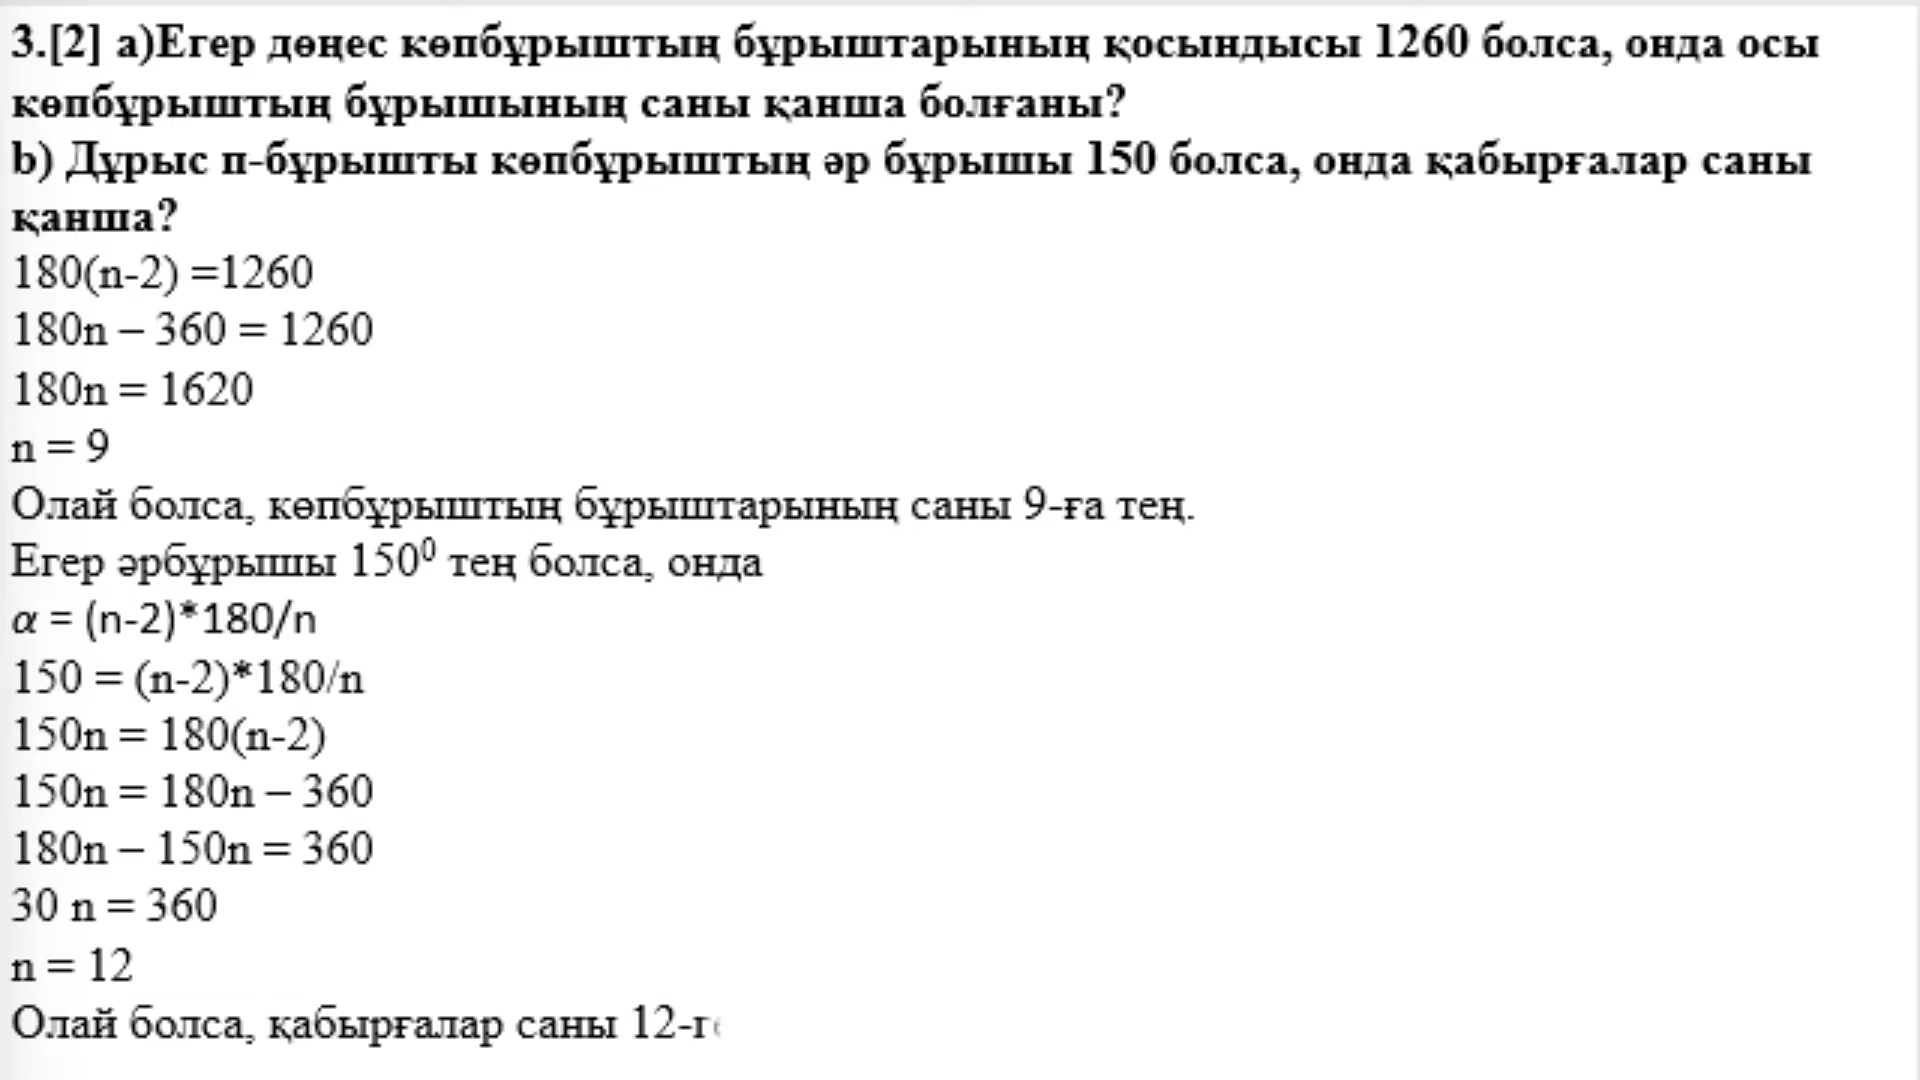 3.[2] a)Егер дөңес көпбұрыштың бұрыштарының қосындысы 1260 болса, онда осы
көпбұрыштың бұрышының саны қанша болғаны?
b) Дұрыс п-бұрышты көпбұрыштың әр бұрышы 150 болса, онда қабырғалар саны
қанша?
180(n-2) =1260
180n – 360 = 1260
180n = 1620
n = 9
Олай болса, көпбұрыштың бұрыштарының саны 9-ға тең.
Егер әрбұрышы 150⁰ тең болса, онда
α = (n-2)*180/n
150 = (n-2)*180/n
150n = 180(n-2)
150n = 180n – 360
180n – 150n = 360
30 n = 360
n = 12
Олай болса, қабырғалар саны